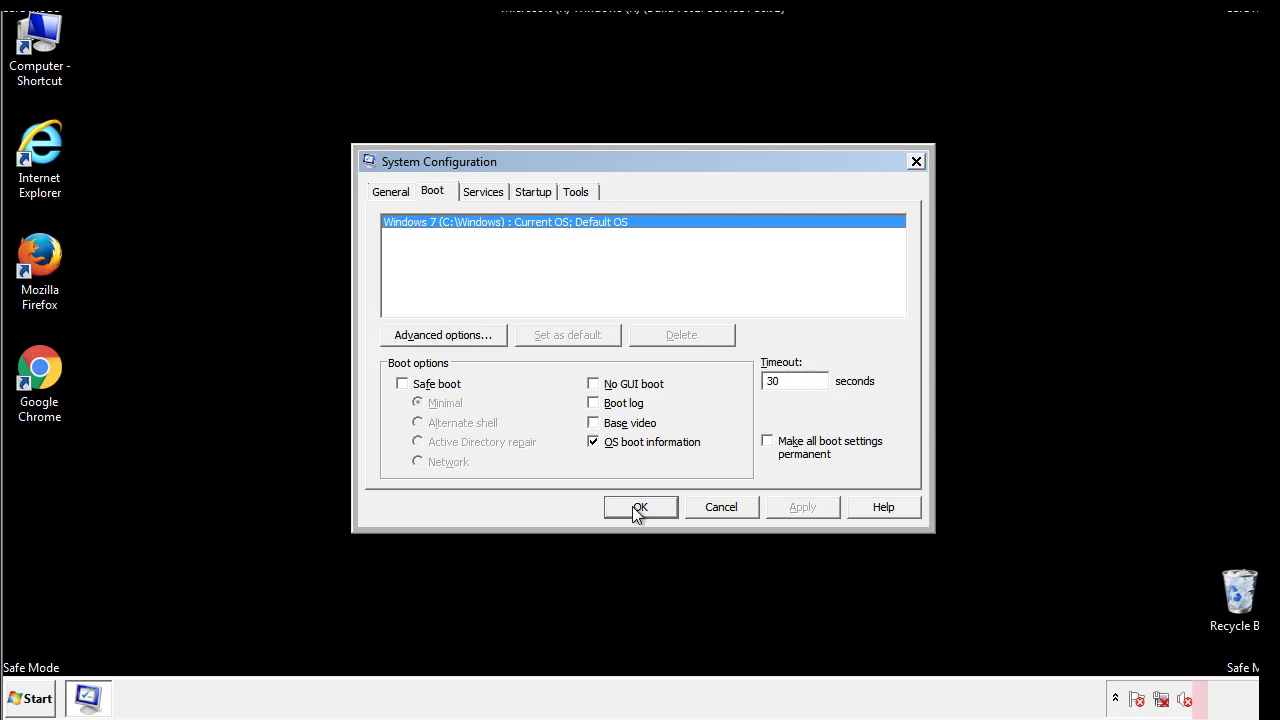 Computer -
Shortcut
Internet
Explorer
Mozilla
Firefox
Google
Chrome
System Configuration
General Boot Services Startup Tools
Windows 7 (C:\Windows) : Current OS; Default OS
Advanced options... Set as default Delete
Boot options
Timeout:
Safe boot No GUI boot 30 seconds
Minimal Boot log
Alternate shell Base video
Active Directory repair OS boot information Make all boot settings
permanent
Network
OK Cancel Apply Help
Recycle B
Safe Mode Safe M
Start